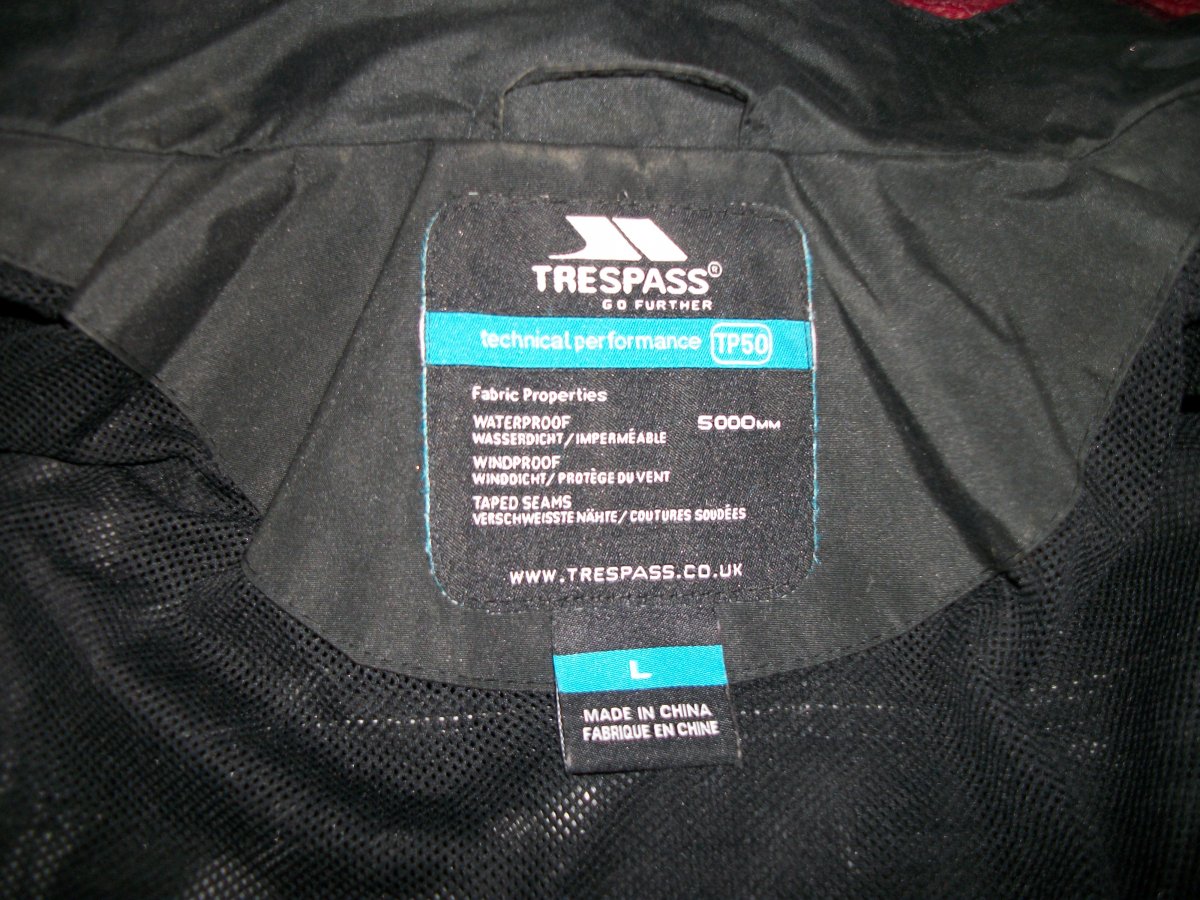 TRESPASS®
GO FURTHER
technical performance TP50
Fabric Properties
WATERPROOF 5000MM
WASSERDICHT/IMPERMÉABLE
WINDPROOF
WINDDICHT/PROTÈGE DU VENT
TAPED SEAMS
VERSCHWEISSTE NÄHTE/COUTURES SOUDÉES
WWW.TRESPASS.CO.UK
L
MADE IN CHINA
FABRIQUE EN CHINE